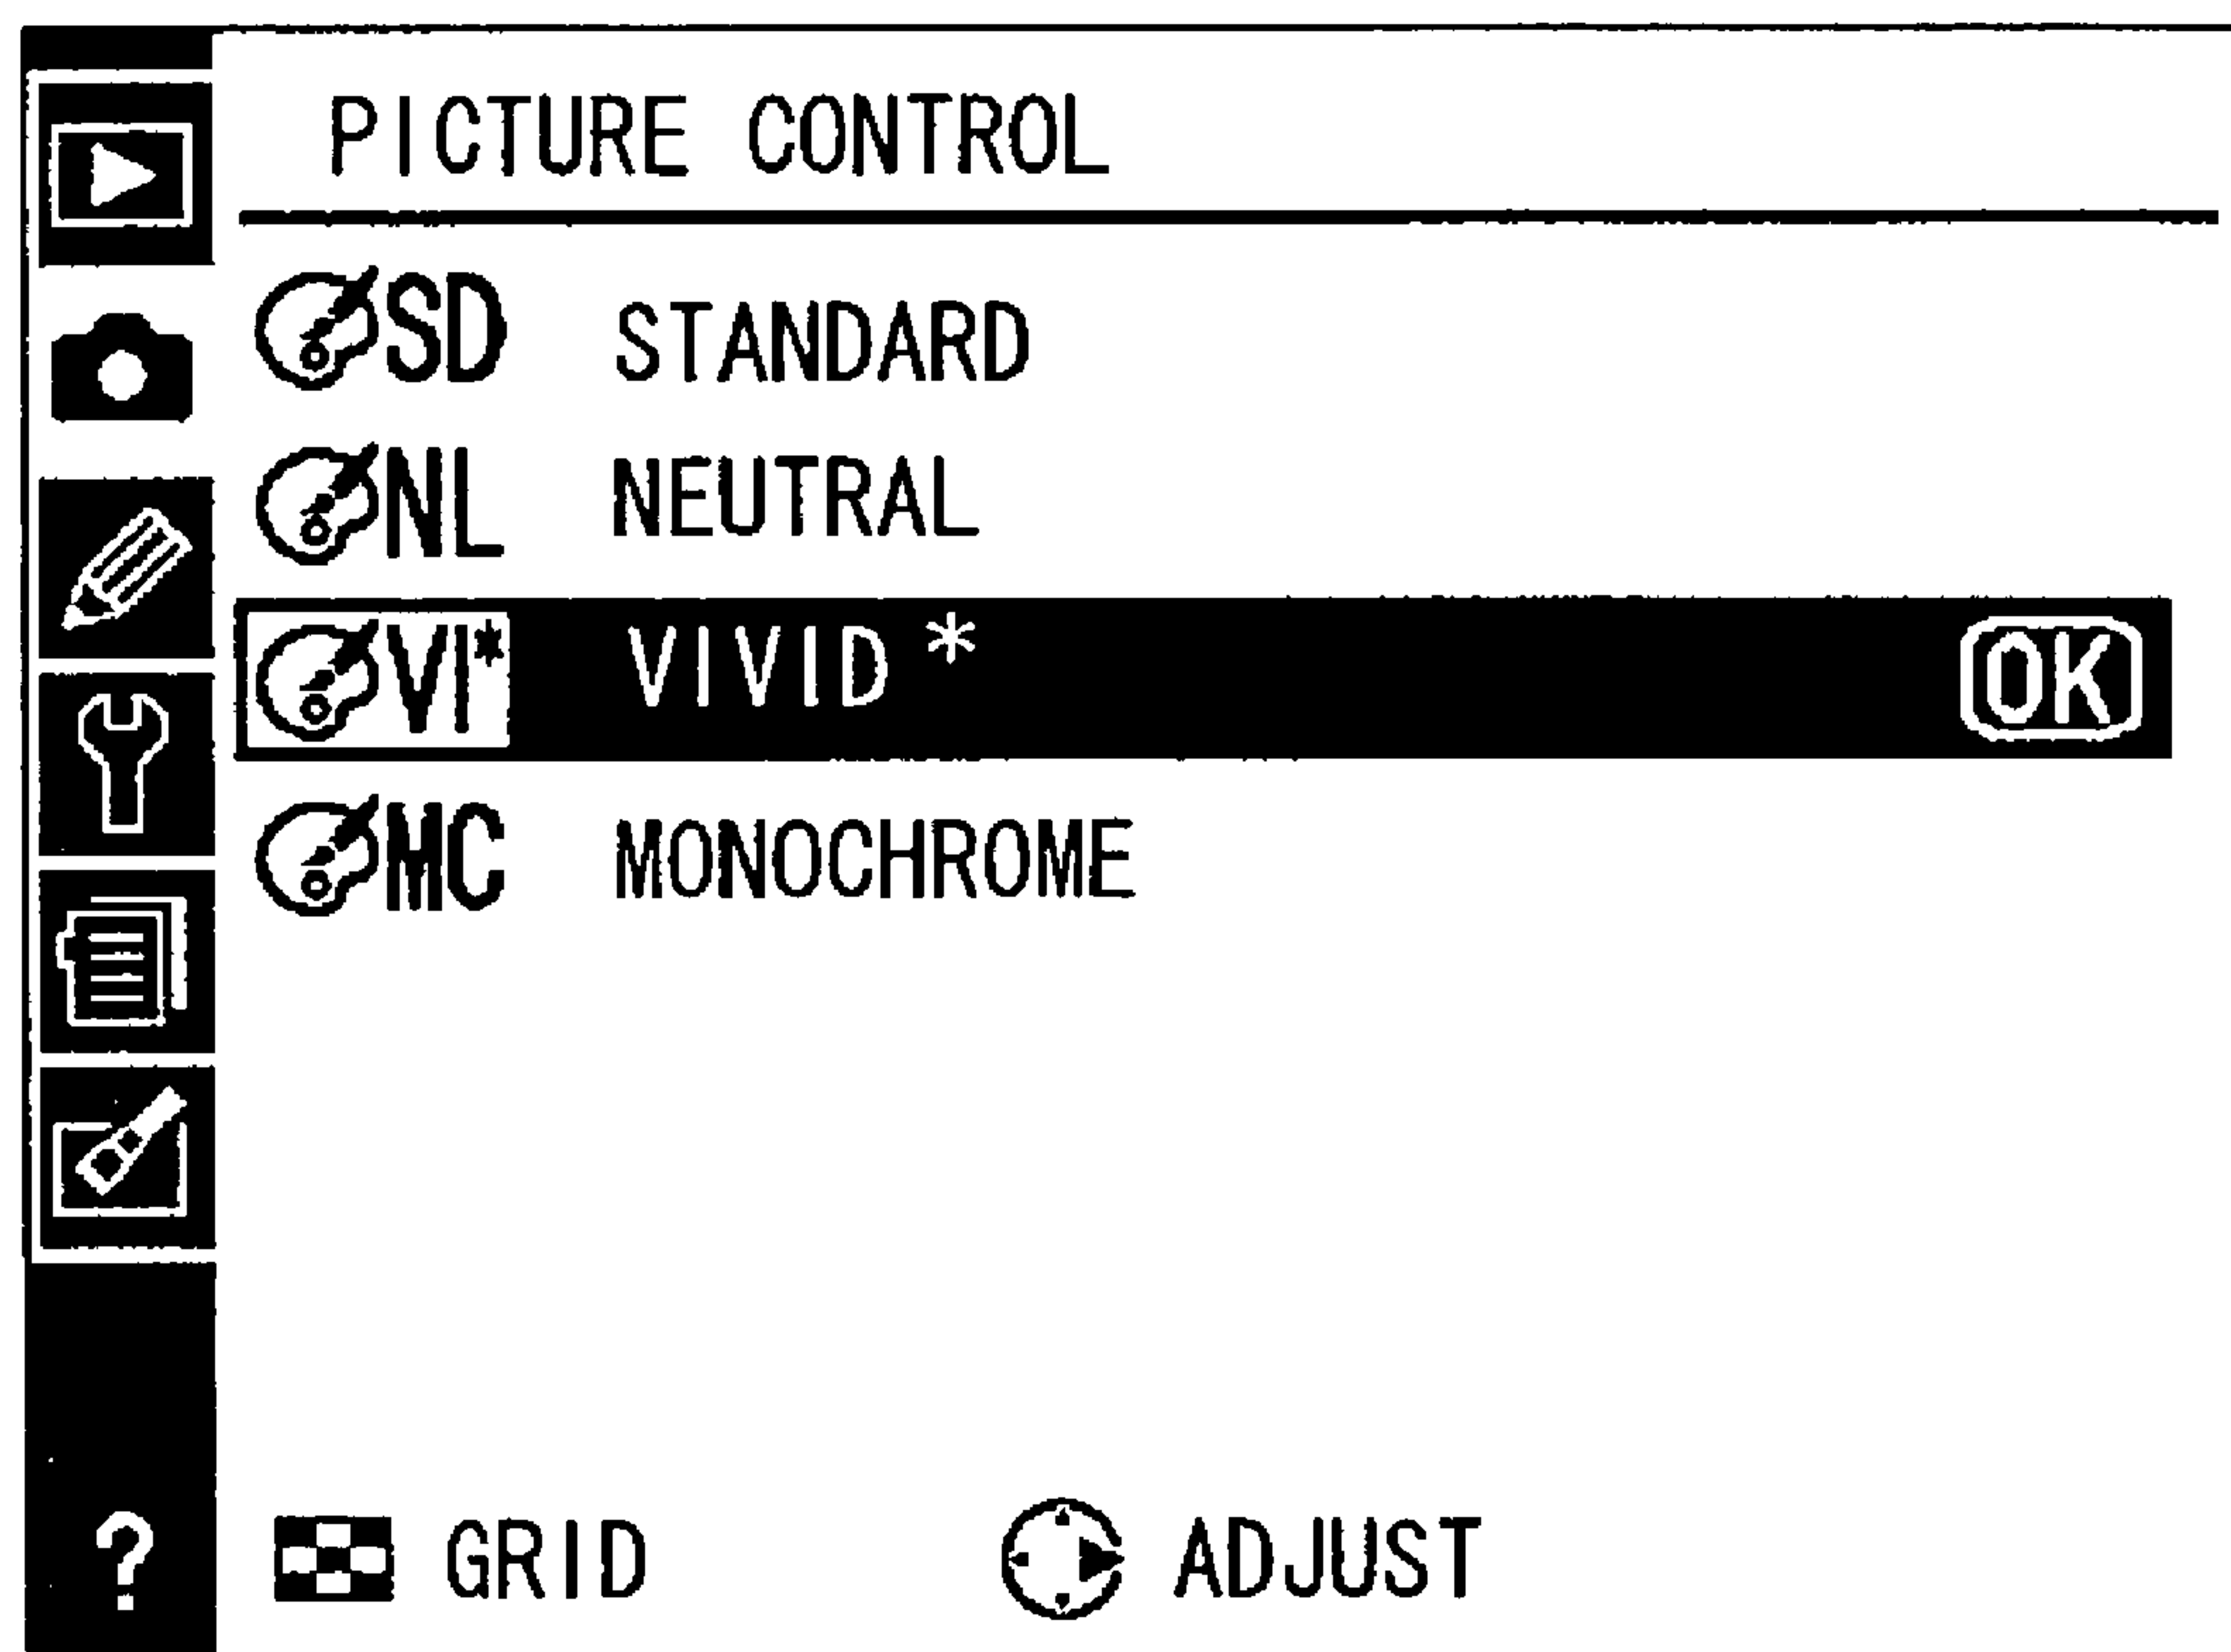 PICTURE CONTROL
SD STANDARD
NL NEUTRAL
VI* VIVID* OK
MC MONOCHROME
? GRID ADJUST